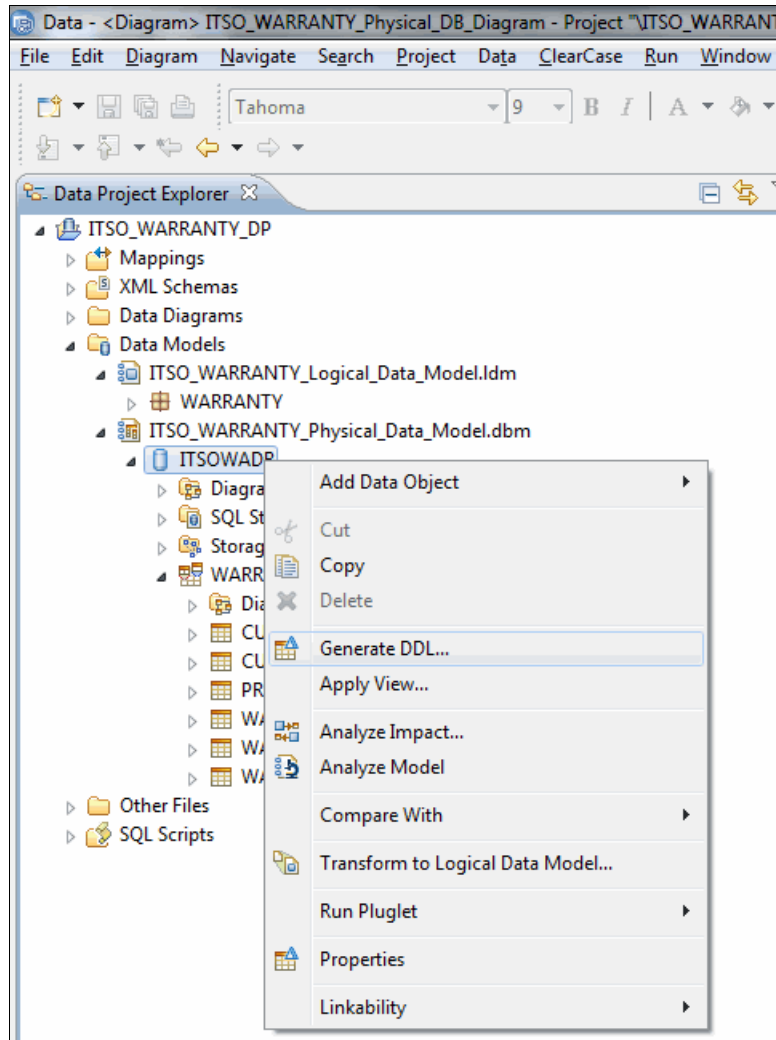 Data - <Diagram> ITSO_WARRANTY_Physical_DB_Diagram - Project "\ITSO_WARRANT
File Edit Diagram Navigate Search Project Data ClearCase Run Window
Tahoma 9 B I A
Data Project Explorer
ITSO_WARRANTY_DP
Mappings
XML Schemas
Data Diagrams
Data Models
ITSO_WARRANTY_Logical_Data_Model.ldm
WARRANTY
ITSO_WARRANTY_Physical_Data_Model.dbm
ITSOWADB
Diagra
SQL St
Storag
WARR
Dia
CU
CU
PR
WA
WA
WA
Other Files
SQL Scripts
Add Data Object
Cut
Copy
Delete
Generate DDL...
Apply View...
Analyze Impact...
Analyze Model
Compare With
Transform to Logical Data Model...
Run Pluglet
Properties
Linkability